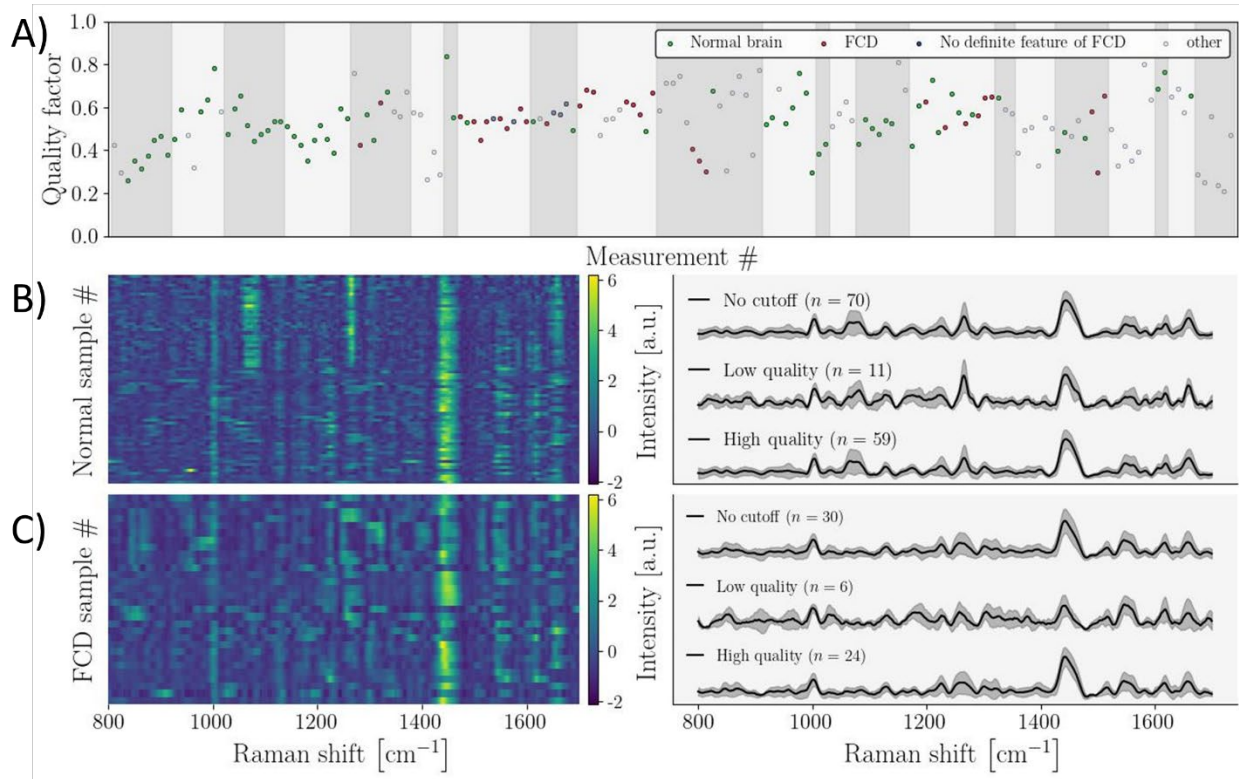 A)
Quality factor
1.0
0.8
0.6
0.4
0.2
0.0
Normal brain
FCD
No definite feature of FCD
other
Measurement #
B)
Normal sample #
6
4
2
0
-2
Intensity [a.u.]
No cutoff (n = 70)
Low quality (n = 11)
High quality (n = 59)
C)
FCD sample #
6
4
2
0
-2
Intensity [a.u.]
No cutoff (n = 30)
Low quality (n = 6)
High quality (n = 24)
800 1000 1200 1400 1600
Raman shift [cm⁻¹]
800 1000 1200 1400 1600
Raman shift [cm⁻¹]